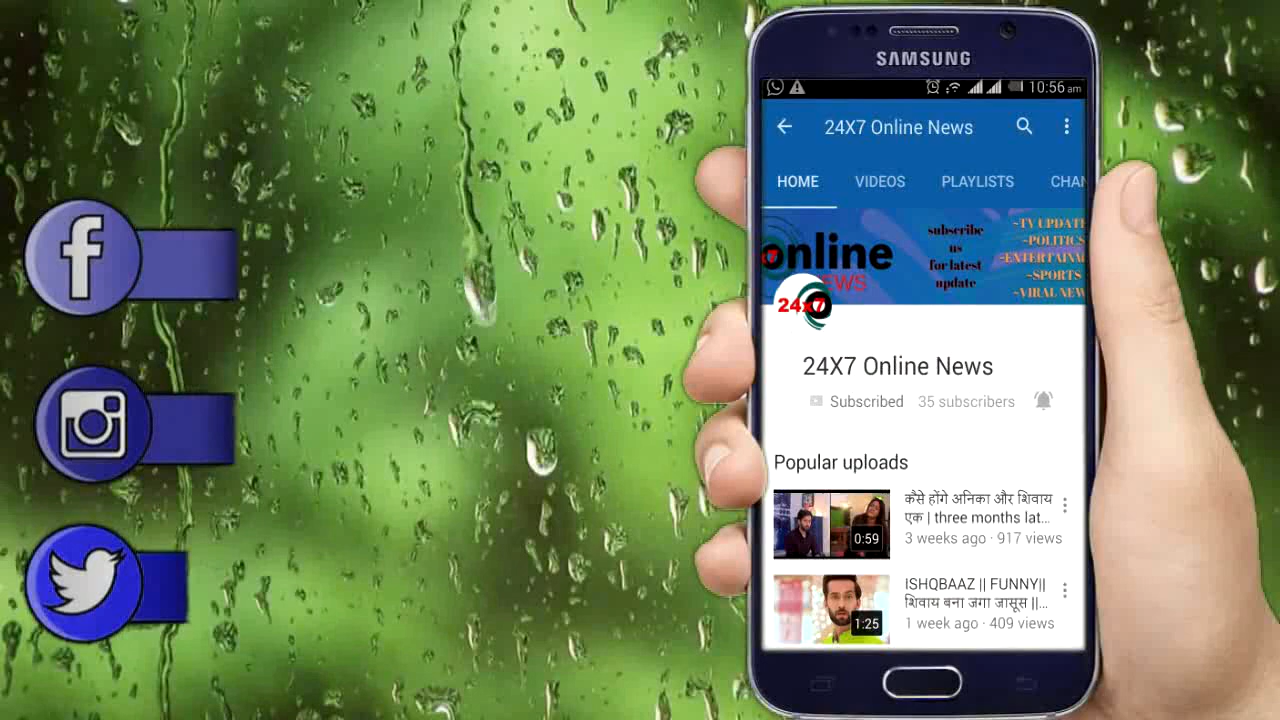 SAMSUNG
10:56 am
24X7 Online News
HOME
VIDEOS
PLAYLISTS
CHAN
online
NEWS
subscribe
us
for latest
update
~TV UPDATE
~POLITICS
~ENTERTAINM
~SPORTS
~VIRAL NEW
24x7
24X7 Online News
Subscribed
35 subscribers
Popular uploads
कैसे होंगे अनिका और शिवाय
एक | three months lat...
3 weeks ago · 917 views
0:59
ISHQBAAZ || FUNNY||
शिवाय बना जगा जासूस ||...
1 week ago · 409 views
1:25